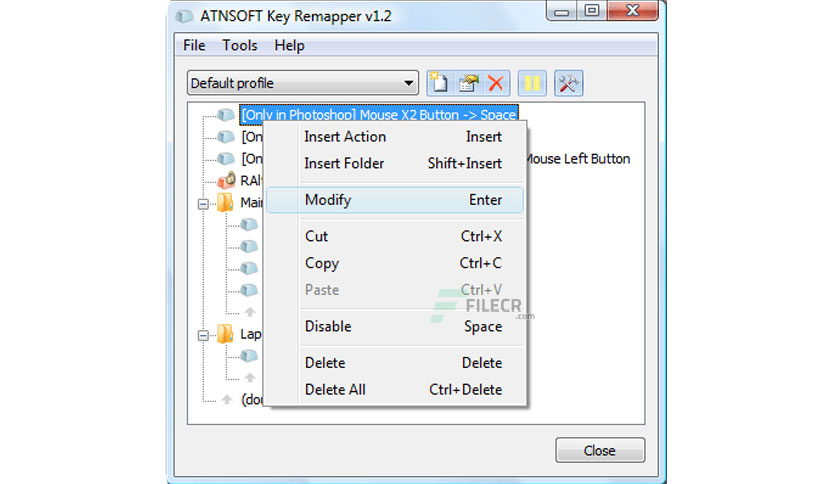 ATNSOFT Key Remapper v1.2
File Tools Help
Default profile
[Only in Photoshop] Mouse X2 Button -> Space
[On
[On
Mouse Left Button
RAl
Mai
Lap
(do
Insert Action Insert
Insert Folder Shift+Insert
Modify Enter
Cut Ctrl+X
Copy Ctrl+C
Paste Ctrl+V
FILECR
.com
Disable Space
Delete Delete
Delete All Ctrl+Delete
Close